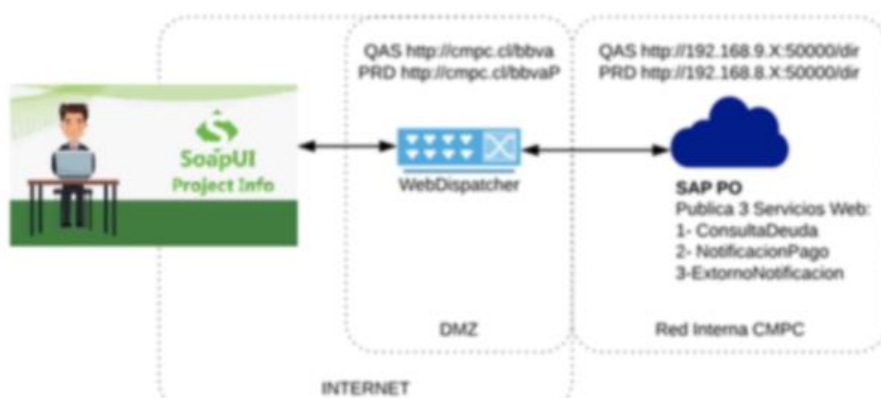 QAS http://cmpc.cl/bbva
PRD http://cmpc.cl/bbvaP
QAS http://192.168.9.X:50000/dir
PRD http://192.168.8.X:50000/dir
SoapUI
Project Info
WebDispatcher
SAP PO
Publica 3 Servicios Web:
1- ConsultaDeuda
2- NotificacionPago
3-ExtornoNotificacion
DMZ
Red Interna CMPC
INTERNET